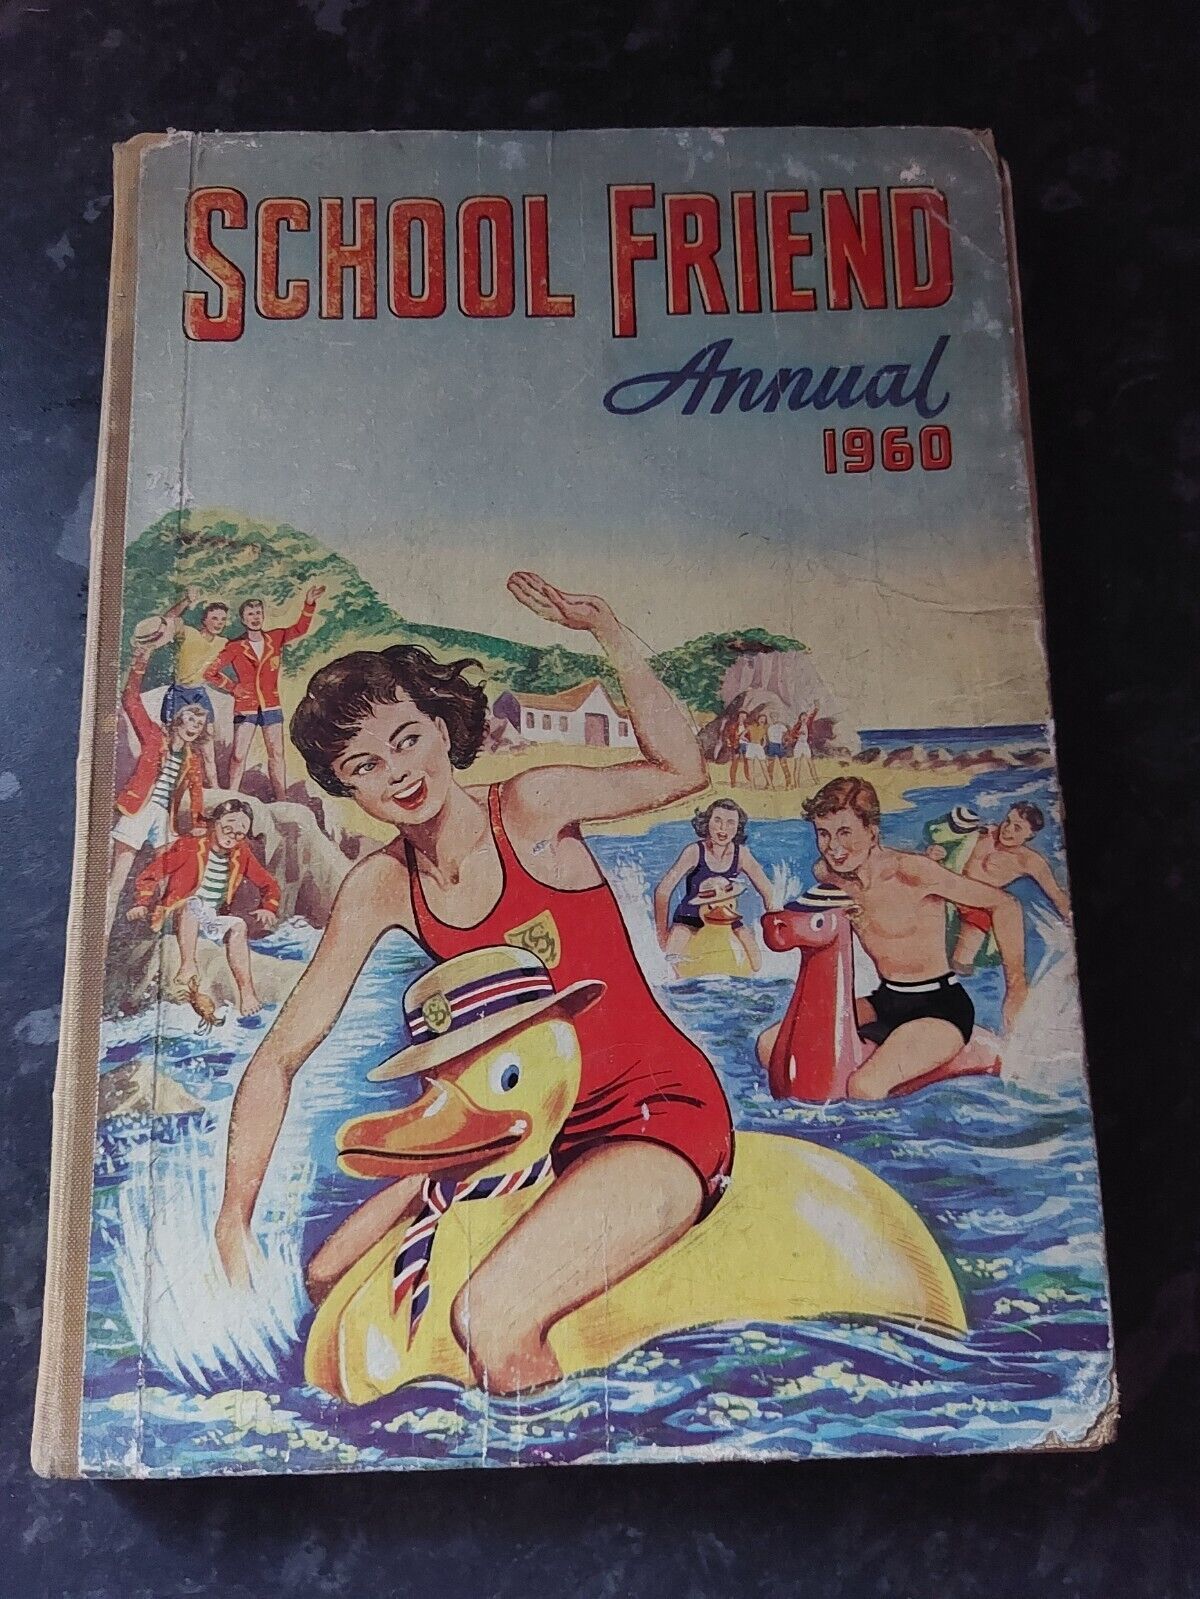 SCHOOL FRIEND
Annual
1960